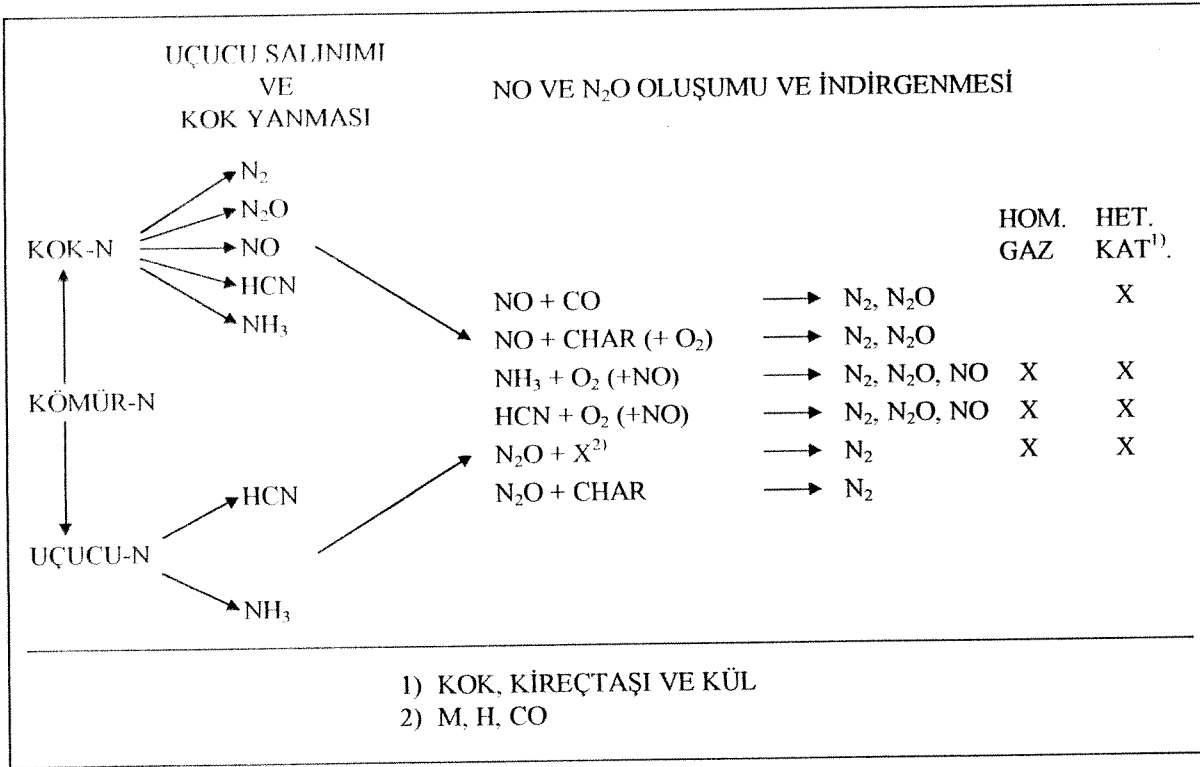 UÇUCU SALINIMI
VE
KOK YANMASI
NO VE N₂O OLUŞUMU VE İNDİRGENMESİ
N₂
N₂O
KOK-N
NO
HCN
NH₃
KÖMÜR-N
HCN
UÇUCU-N
NH₃
HOM. HET.
GAZ KAT¹⁾.
NO + CO → N₂, N₂O X
NO + CHAR (+ O₂) → N₂, N₂O
NH₃ + O₂ (+NO) → N₂, N₂O, NO X X
HCN + O₂ (+NO) → N₂, N₂O, NO X X
N₂O + X²⁾ → N₂ X X
N₂O + CHAR → N₂
1) KOK, KİREÇTAŞI VE KÜL
2) M, H, CO